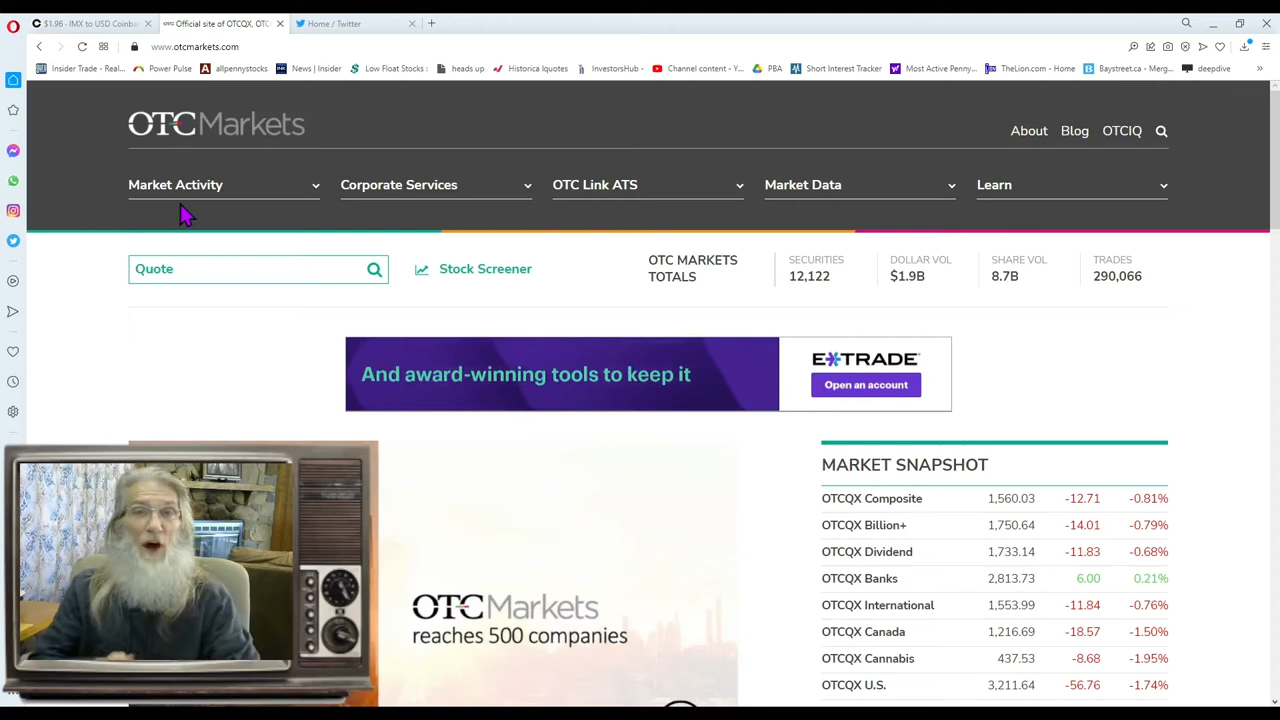 $1.96 - IMX to USD Coinba
Official site of OTCQX, OTC
Home / Twitter
www.otcmarkets.com
Insider Trade - Real...
Power Pulse
allpennystocks
News | Insider
Low Float Stocks :
heads up
Historica lquotes
InvestorsHub -
Channel content - Y...
PBA
Short Interest Tracker
Most Active Penny...
TheLion.com - Home
Baystreet.ca - Merg...
deepdive
OTC Markets
About Blog OTCIQ
Market Activity Corporate Services OTC Link ATS Market Data Learn
Quote
Stock Screener
OTC MARKETS
TOTALS
SECURITIES
12,122
DOLLAR VOL
$1.9B
SHARE VOL
8.7B
TRADES
290,066
And award-winning tools to keep it
E*TRADE
Open an account
OTC Markets
reaches 500 companies
MARKET SNAPSHOT
OTCQX Composite 1,560.03 -12.71 -0.81%
OTCQX Billion+ 1,750.64 -14.01 -0.79%
OTCQX Dividend 1,733.14 -11.83 -0.68%
OTCQX Banks 2,813.73 6.00 0.21%
OTCQX International 1,553.99 -11.84 -0.76%
OTCQX Canada 1,216.69 -18.57 -1.50%
OTCQX Cannabis 437.53 -8.68 -1.95%
OTCQX U.S. 3,211.64 -56.76 -1.74%